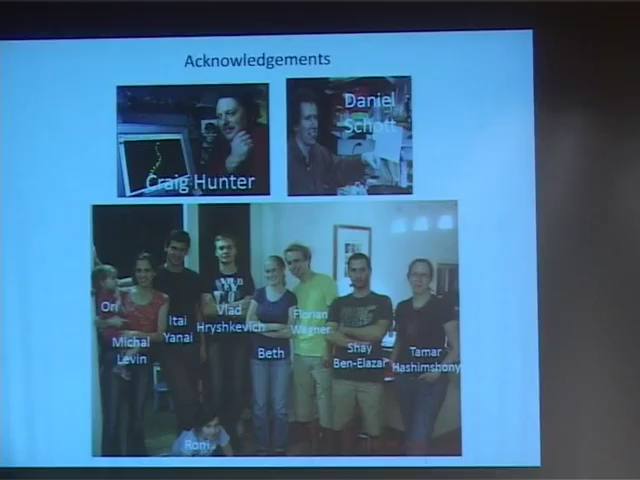 Acknowledgements
Daniel
Schott
Craig Hunter
Ori
Michal
Levin
Itai
Yanai
Vlad
Hryshkevich
Beth
Florian
Wagner
Shay
Ben-Elazar
Tamar
Hashimshony
Roni